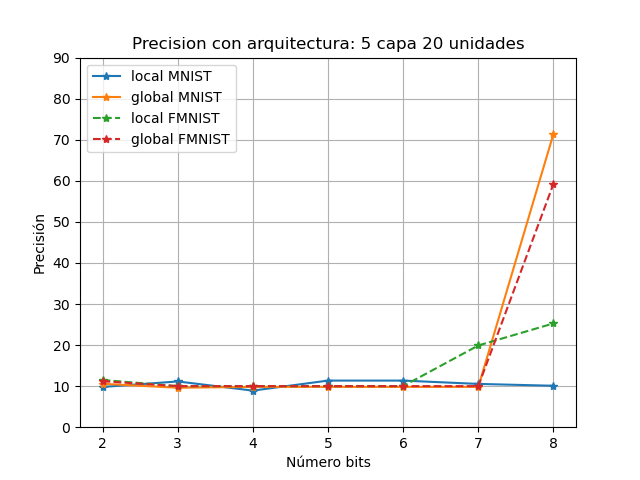 Precision con arquitectura: 5 capa 20 unidades
local MNIST
global MNIST
local FMNIST
global FMNIST
90
80
70
60
50
40
30
20
10
0
Precisión
2 3 4 5 6 7 8
Número bits